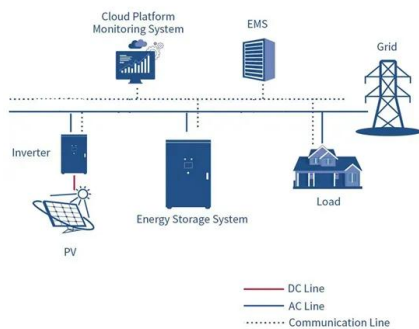 Cloud Platform
Monitoring System
EMS
Grid
Inverter
Energy Storage System
Load
PV
DC Line
AC Line
Communication Line